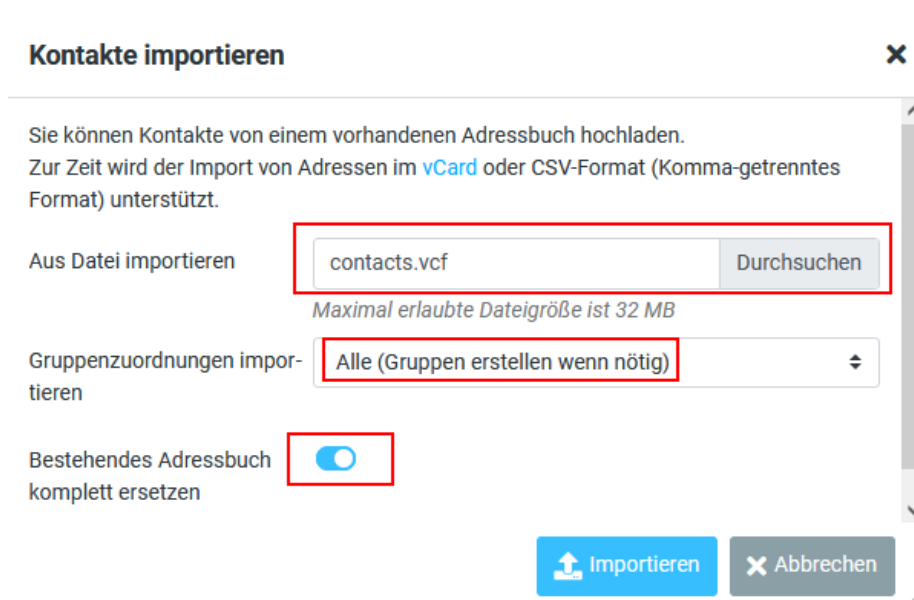 Kontakte importieren
Sie können Kontakte von einem vorhandenen Adressbuch hochladen.
Zur Zeit wird der Import von Adressen im vCard oder CSV-Format (Komma-getrenntes
Format) unterstützt.
Aus Datei importieren
contacts.vcf
Durchsuchen
Maximal erlaubte Dateigröße ist 32 MB
Gruppenzuordnungen impor-
tieren
Alle (Gruppen erstellen wenn nötig)
Bestehendes Adressbuch
komplett ersetzen
Importieren
Abbrechen